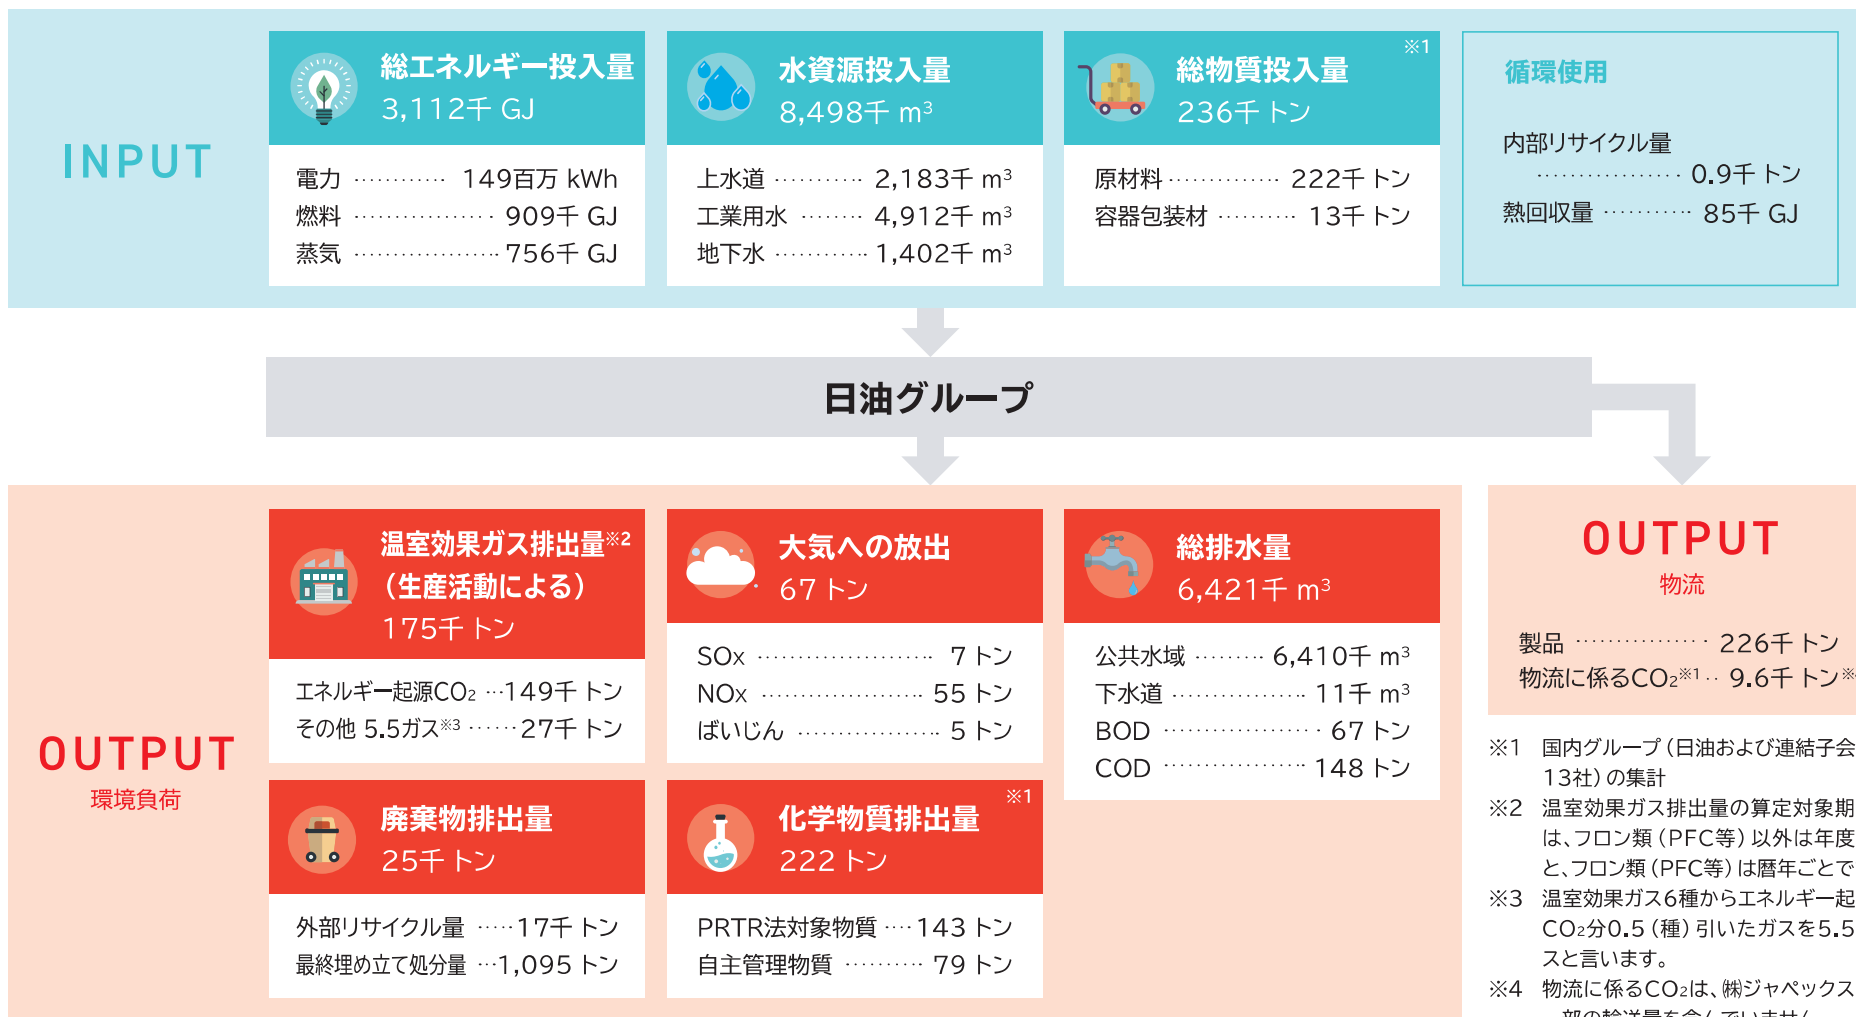 INPUT
総エネルギー投入量
3,112千 GJ
電力 ………… 149百万 kWh
燃料 ……………… 909千 GJ
蒸気 ……………… 756千 GJ
水資源投入量
8,498千 m³
上水道 ………… 2,183千 m³
工業用水 ……… 4,912千 m³
地下水 ………… 1,402千 m³
総物質投入量 ※1
236千 トン
原材料 ………… 222千 トン
容器包装材 ……… 13千 トン
循環使用
内部リサイクル量
……………… 0.9千 トン
熱回収量 ………… 85千 GJ
日油グループ
OUTPUT
環境負荷
温室効果ガス排出量※2
（生産活動による）
175千 トン
エネルギー起源CO₂ …149千 トン
その他 5.5ガス※3 …… 27千 トン
大気への放出
67 トン
SOx ………………… 7 トン
NOx ……………… 55 トン
ばいじん …………… 5 トン
総排水量
6,421千 m³
公共水域 ……… 6,410千 m³
下水道 …………… 11千 m³
BOD ……………… 67 トン
COD ……………… 148 トン
廃棄物排出量
25千 トン
外部リサイクル量 ……17千 トン
最終埋め立て処分量 …1,095 トン
化学物質排出量 ※1
222 トン
PRTR法対象物質 …143 トン
自主管理物質 ……… 79 トン
OUTPUT
物流
製品 …………… 226千 トン
物流に係るCO₂※1 ‥ 9.6千 トン※
※1 国内グループ（日油および連結子会
13社）の集計
※2 温室効果ガス排出量の算定対象期
は、フロン類（PFC等）以外は年度
と、フロン類（PFC等）は暦年ごとで
※3 温室効果ガス6種からエネルギー起
CO₂分0.5（種）引いたガスを5.5
スと言います。
※4 物流に係るCO₂は、㈱ジャペックス
部の輸送量を含んでいません